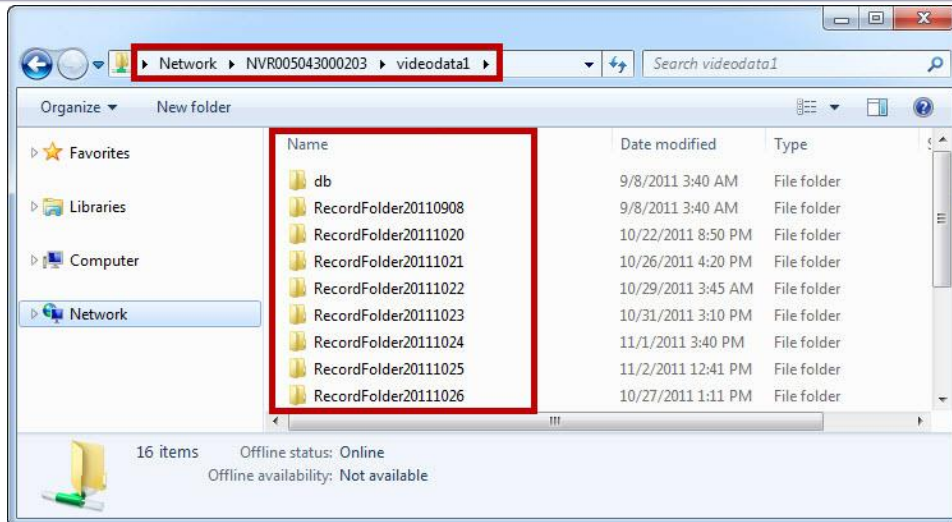 Network ▸ NVR005043000203 ▸ videodata1 ▸
Search videodata1
Organize New folder
Favorites
Libraries
Computer
Network
Name Date modified Type
db 9/8/2011 3:40 AM File folder
RecordFolder20110908 9/8/2011 3:40 AM File folder
RecordFolder20111020 10/22/2011 8:50 PM File folder
RecordFolder20111021 10/26/2011 4:20 PM File folder
RecordFolder20111022 10/29/2011 3:45 AM File folder
RecordFolder20111023 10/31/2011 3:10 PM File folder
RecordFolder20111024 11/1/2011 3:40 PM File folder
RecordFolder20111025 11/2/2011 12:41 PM File folder
RecordFolder20111026 10/27/2011 1:11 PM File folder
16 items Offline status: Online
Offline availability: Not available